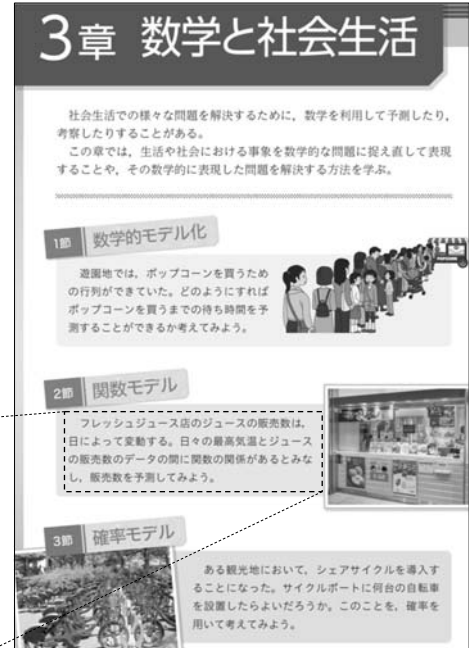 3章 数学と社会生活
社会生活での様々な問題を解決するために，数学を利用して予測したり，
考察したりすることがある。
この章では，生活や社会における事象を数学的な問題に捉え直して表現
することや，その数学的に表現した問題を解決する方法を学ぶ。
1節 数学的モデル化
遊園地では，ポップコーンを買うため
の行列ができていた。どのようにすれば
ポップコーンを買うまでの待ち時間を予
測することができるか考えてみよう。
2節 関数モデル
フレッシュジュース店のジュースの販売数は，
日によって変動する。日々の最高気温とジュース
の販売数のデータの間に関数の関係があるとみな
し，販売数を予測してみよう。
3節 確率モデル
ある観光地において，シェアサイクルを導入す
ることになった。サイクルポートに何台の自転車
を設置したらよいだろうか。このことを，確率を
用いて考えてみよう。